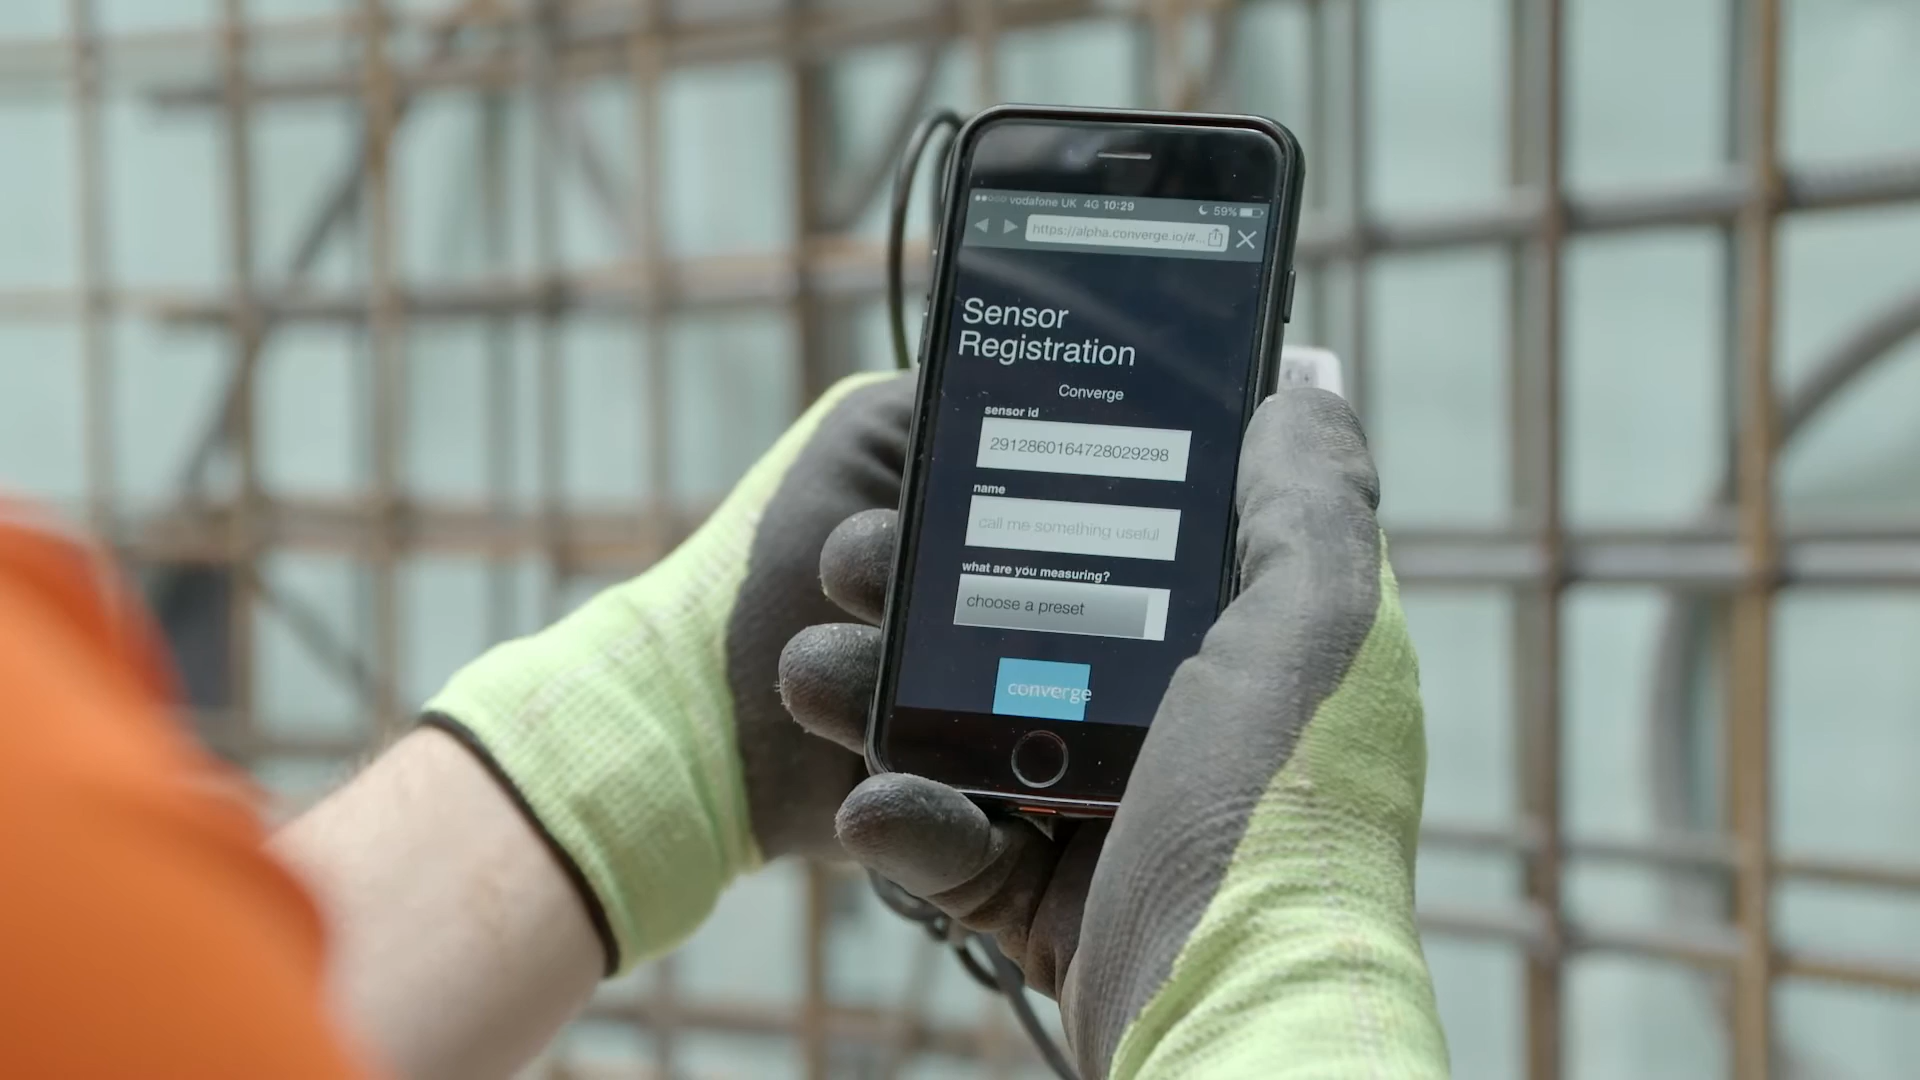 vodafone UK 4G 10:29 59%
https://alpha.converge.io/#...
Sensor
Registration
Converge
sensor id
2912860164728029298
name
call me something useful
what are you measuring?
choose a preset
converge